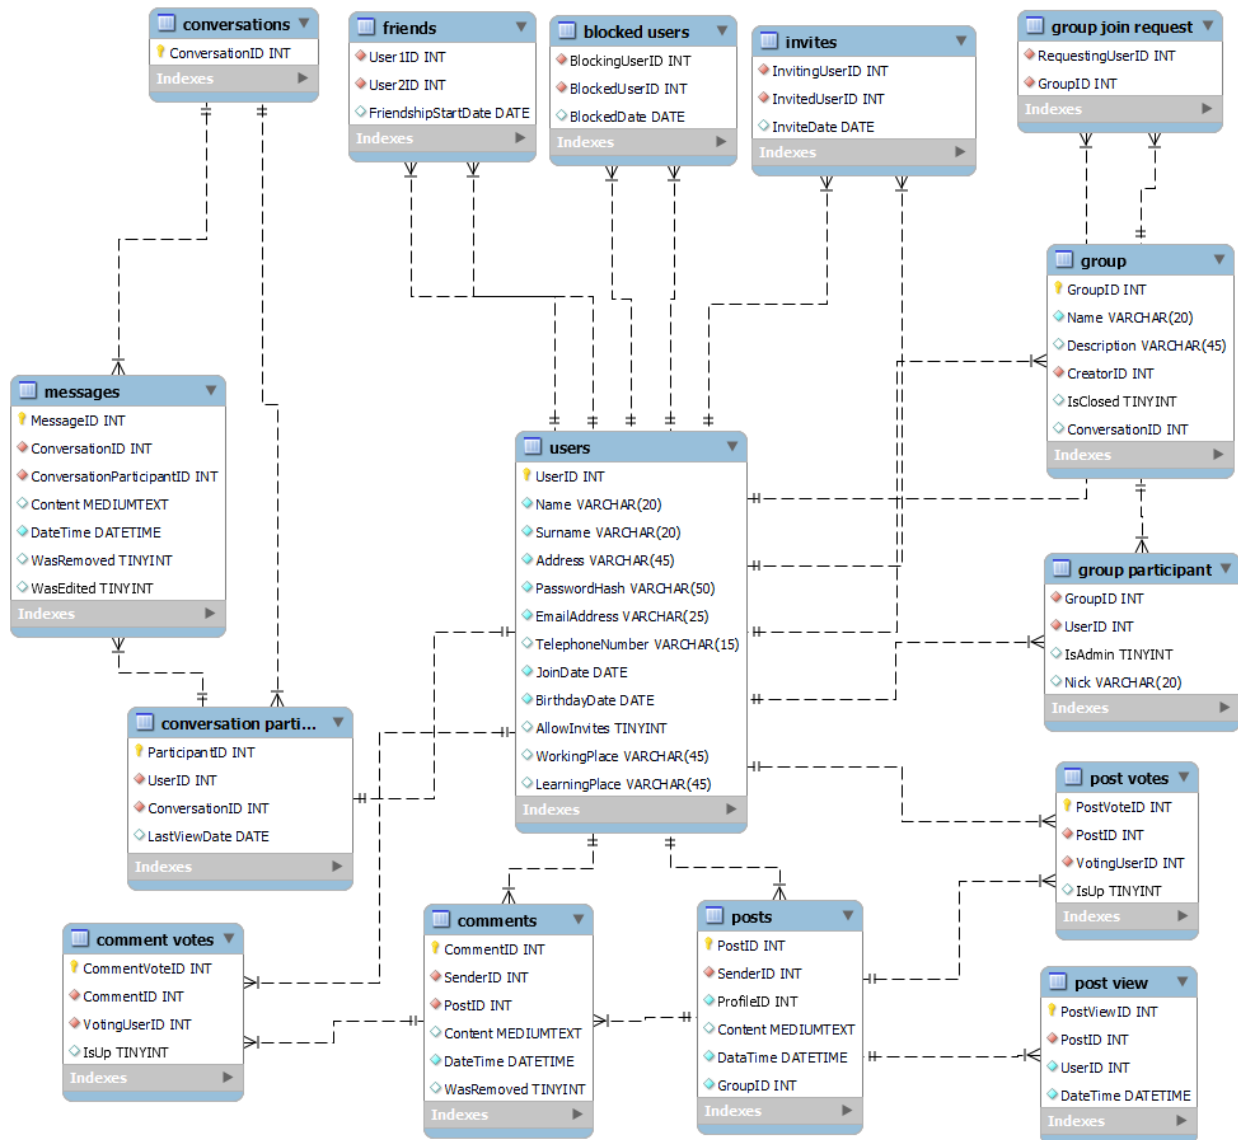 conversations
ConversationID INT
Indexes
friends
User1ID INT
User2ID INT
FriendshipStartDate DATE
Indexes
blocked users
BlockingUserID INT
BlockedUserID INT
BlockedDate DATE
Indexes
invites
InvitingUserID INT
InvitedUserID INT
InviteDate DATE
Indexes
group join request
RequestingUserID INT
GroupID INT
Indexes
group
GroupID INT
Name VARCHAR(20)
Description VARCHAR(45)
CreatorID INT
IsClosed TINYINT
ConversationID INT
Indexes
messages
MessageID INT
ConversationID INT
ConversationParticipantID INT
Content MEDIUMTEXT
DateTime DATETIME
WasRemoved TINYINT
WasEdited TINYINT
Indexes
users
UserID INT
Name VARCHAR(20)
Surname VARCHAR(20)
Address VARCHAR(45)
PasswordHash VARCHAR(50)
EmailAddress VARCHAR(25)
TelephoneNumber VARCHAR(15)
JoinDate DATE
BirthdayDate DATE
AllowInvites TINYINT
WorkingPlace VARCHAR(45)
LearningPlace VARCHAR(45)
Indexes
group participant
GroupID INT
UserID INT
IsAdmin TINYINT
Nick VARCHAR(20)
Indexes
conversation parti...
ParticipantID INT
UserID INT
ConversationID INT
LastViewDate DATE
Indexes
post votes
PostVoteID INT
PostID INT
VotingUserID INT
IsUp TINYINT
Indexes
comment votes
CommentVoteID INT
CommentID INT
VotingUserID INT
IsUp TINYINT
Indexes
comments
CommentID INT
SenderID INT
PostID INT
Content MEDIUMTEXT
DateTime DATETIME
WasRemoved TINYINT
Indexes
posts
PostID INT
SenderID INT
ProfileID INT
Content MEDIUMTEXT
DataTime DATETIME
GroupID INT
Indexes
post view
PostViewID INT
PostID INT
UserID INT
DateTime DATETIME
Indexes